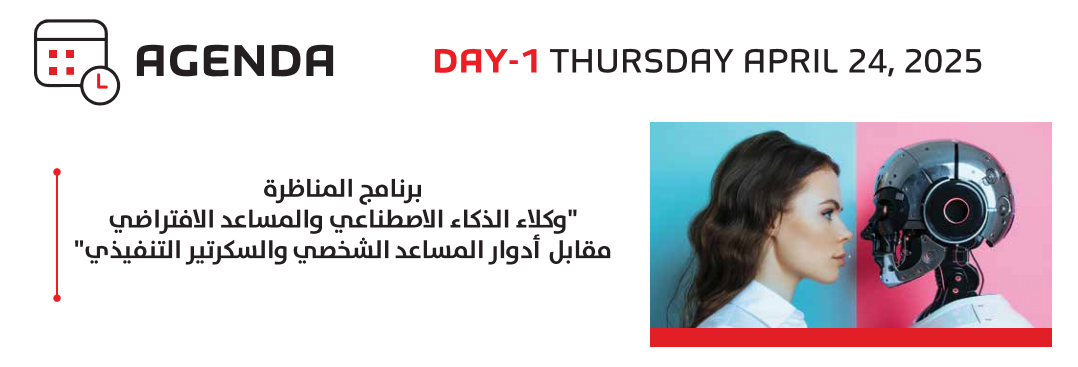 AGENDA
DAY-1 THURSDAY APRIL 24, 2025
برنامج المناظرة
"وكلاء الذكاء الاصطناعي والمساعد الافتراضي
مقابل أدوار المساعد الشخصي والسكرتير التنفيذي"